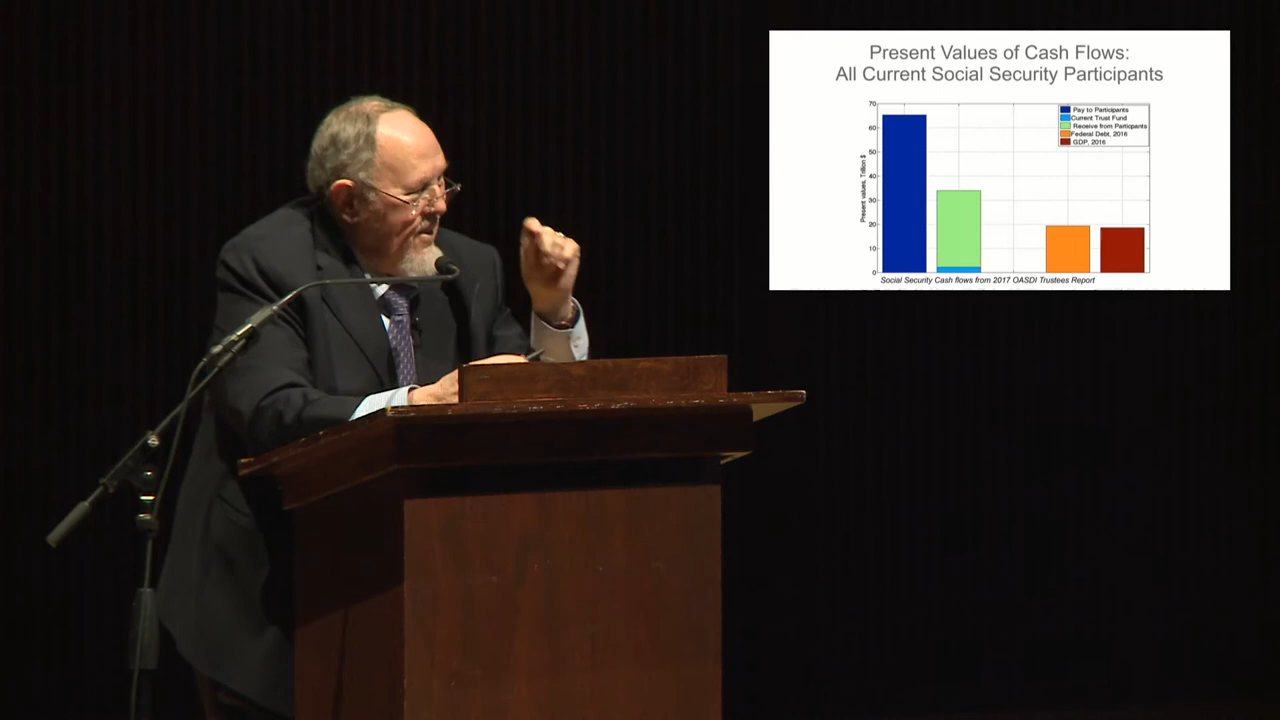 Present Values of Cash Flows:
All Current Social Security Participants
70
60
50
40
30
20
10
0
Present values, Trillion $
Pay to Participants
Current Trust Fund
Receive from Participants
Federal Debt, 2016
GDP, 2016
Social Security Cash flows from 2017 OASDI Trustees Report